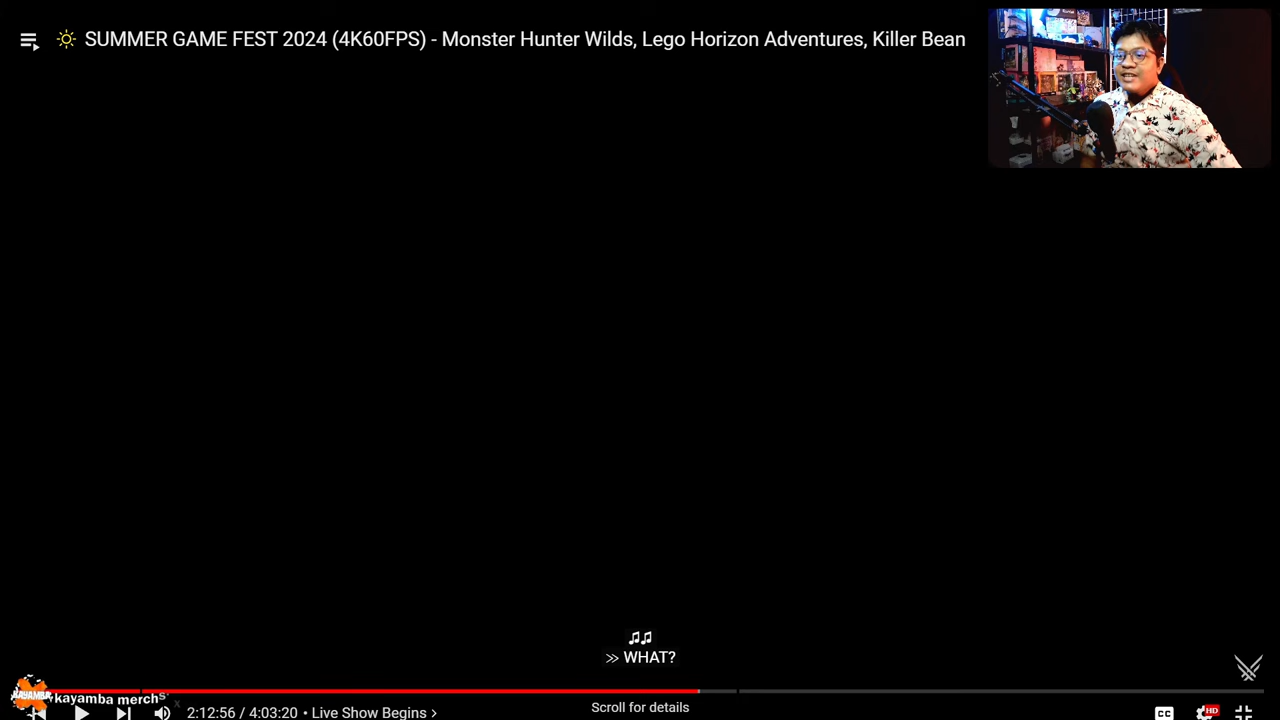 SUMMER GAME FEST 2024 (4K60FPS) - Monster Hunter Wilds, Lego Horizon Adventures, Killer Bean
≫ WHAT?
KAYAMBA
kayamba merch
2:12:56 / 4:03:20 • Live Show Begins >
Scroll for details
CC
HD